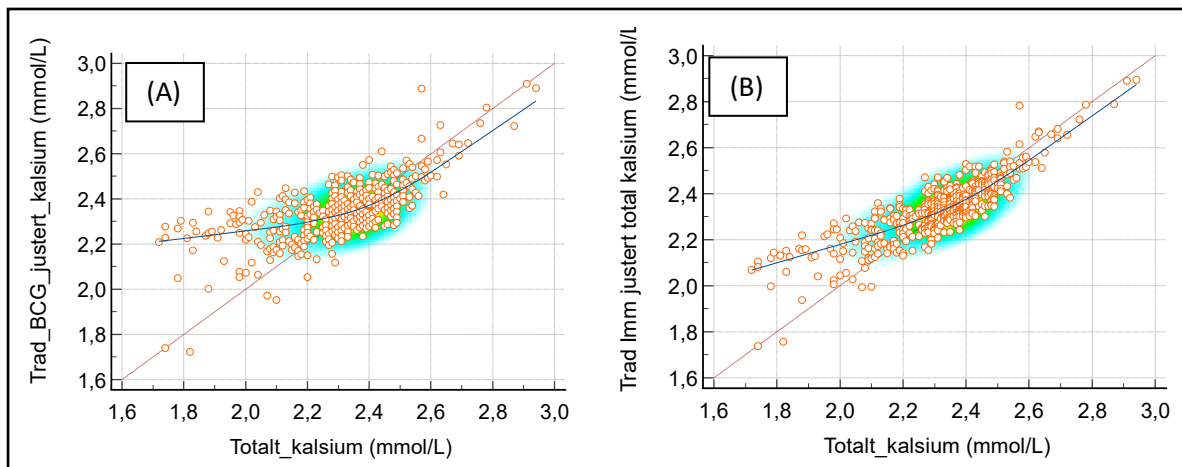 (A)
Trad_BCG_justert_kalsium (mmol/L)
3,0
2,8
2,6
2,4
2,2
2,0
1,8
1,6
1,6 1,8 2,0 2,2 2,4 2,6 2,8 3,0
Totalt_kalsium (mmol/L)
(B)
Trad Imm justert total kalsium (mmol/L
3,0
2,8
2,6
2,4
2,2
2,0
1,8
1,6
1,6 1,8 2,0 2,2 2,4 2,6 2,8 3,0
Totalt_kalsium (mmol/L)